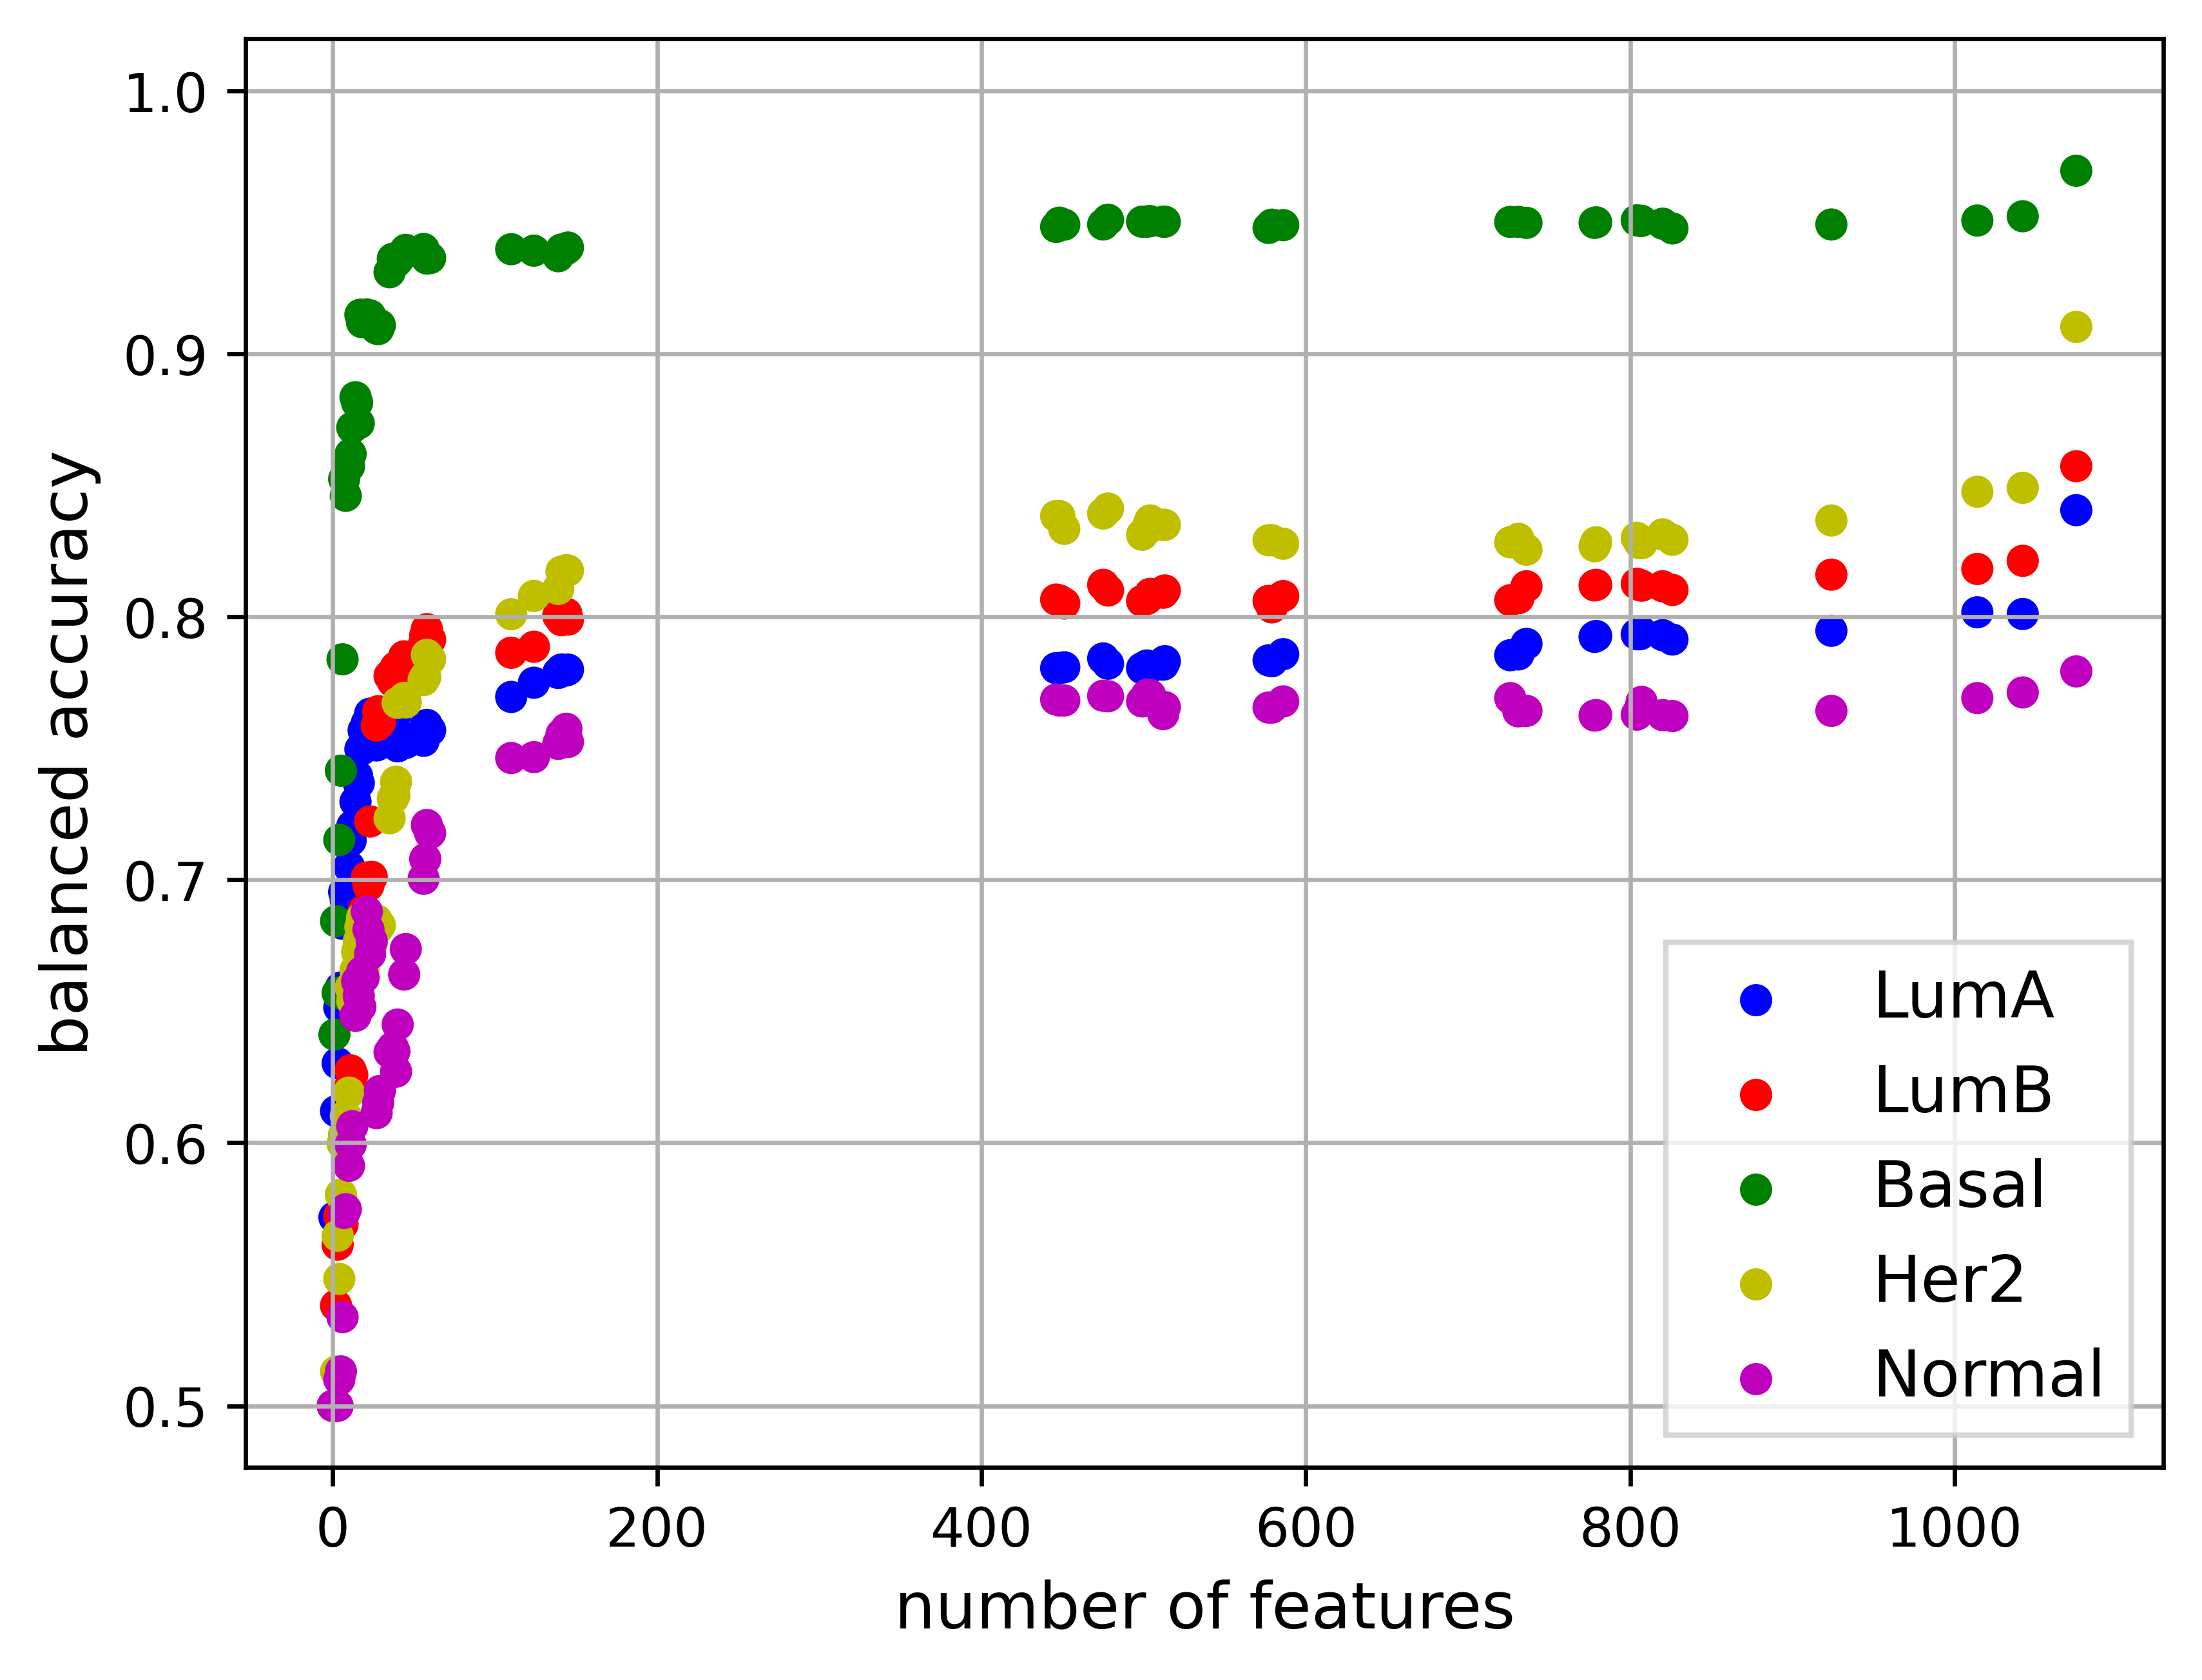 1.0
0.9
0.8
0.7
0.6
0.5
balanced accuracy
LumA
LumB
Basal
Her2
Normal
0 200 400 600 800 1000
number of features